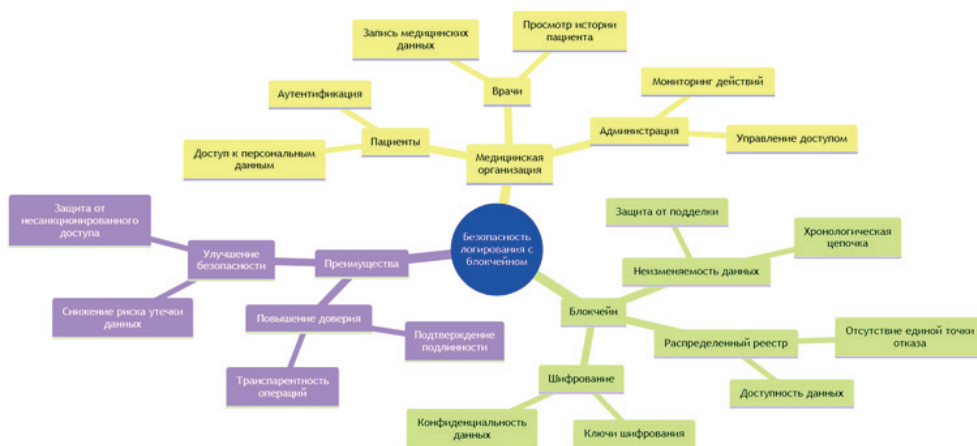 Запись медицинских
данных
Просмотр истории
пациента
Врачи
Мониторинг действий
Аутентификация
Администрация
Управление доступом
Пациенты
Доступ к персональным
данным
Медицинская
организация
Защита от
несанкционированного
доступа
Улучшение
безопасности
Преимущества
Безопасность
логирования с
блокчейном
Защита от подделки
Хронологическая
цепочка
Неизменяемость данных
Снижение риска утечки
данных
Повышение доверия
Подтверждение
подлинности
Транспарентность
операций
Блокчейн
Распределенный реестр
Отсутствие единой точки
отказа
Доступность данных
Шифрование
Конфиденциальность
данных
Ключи шифрования